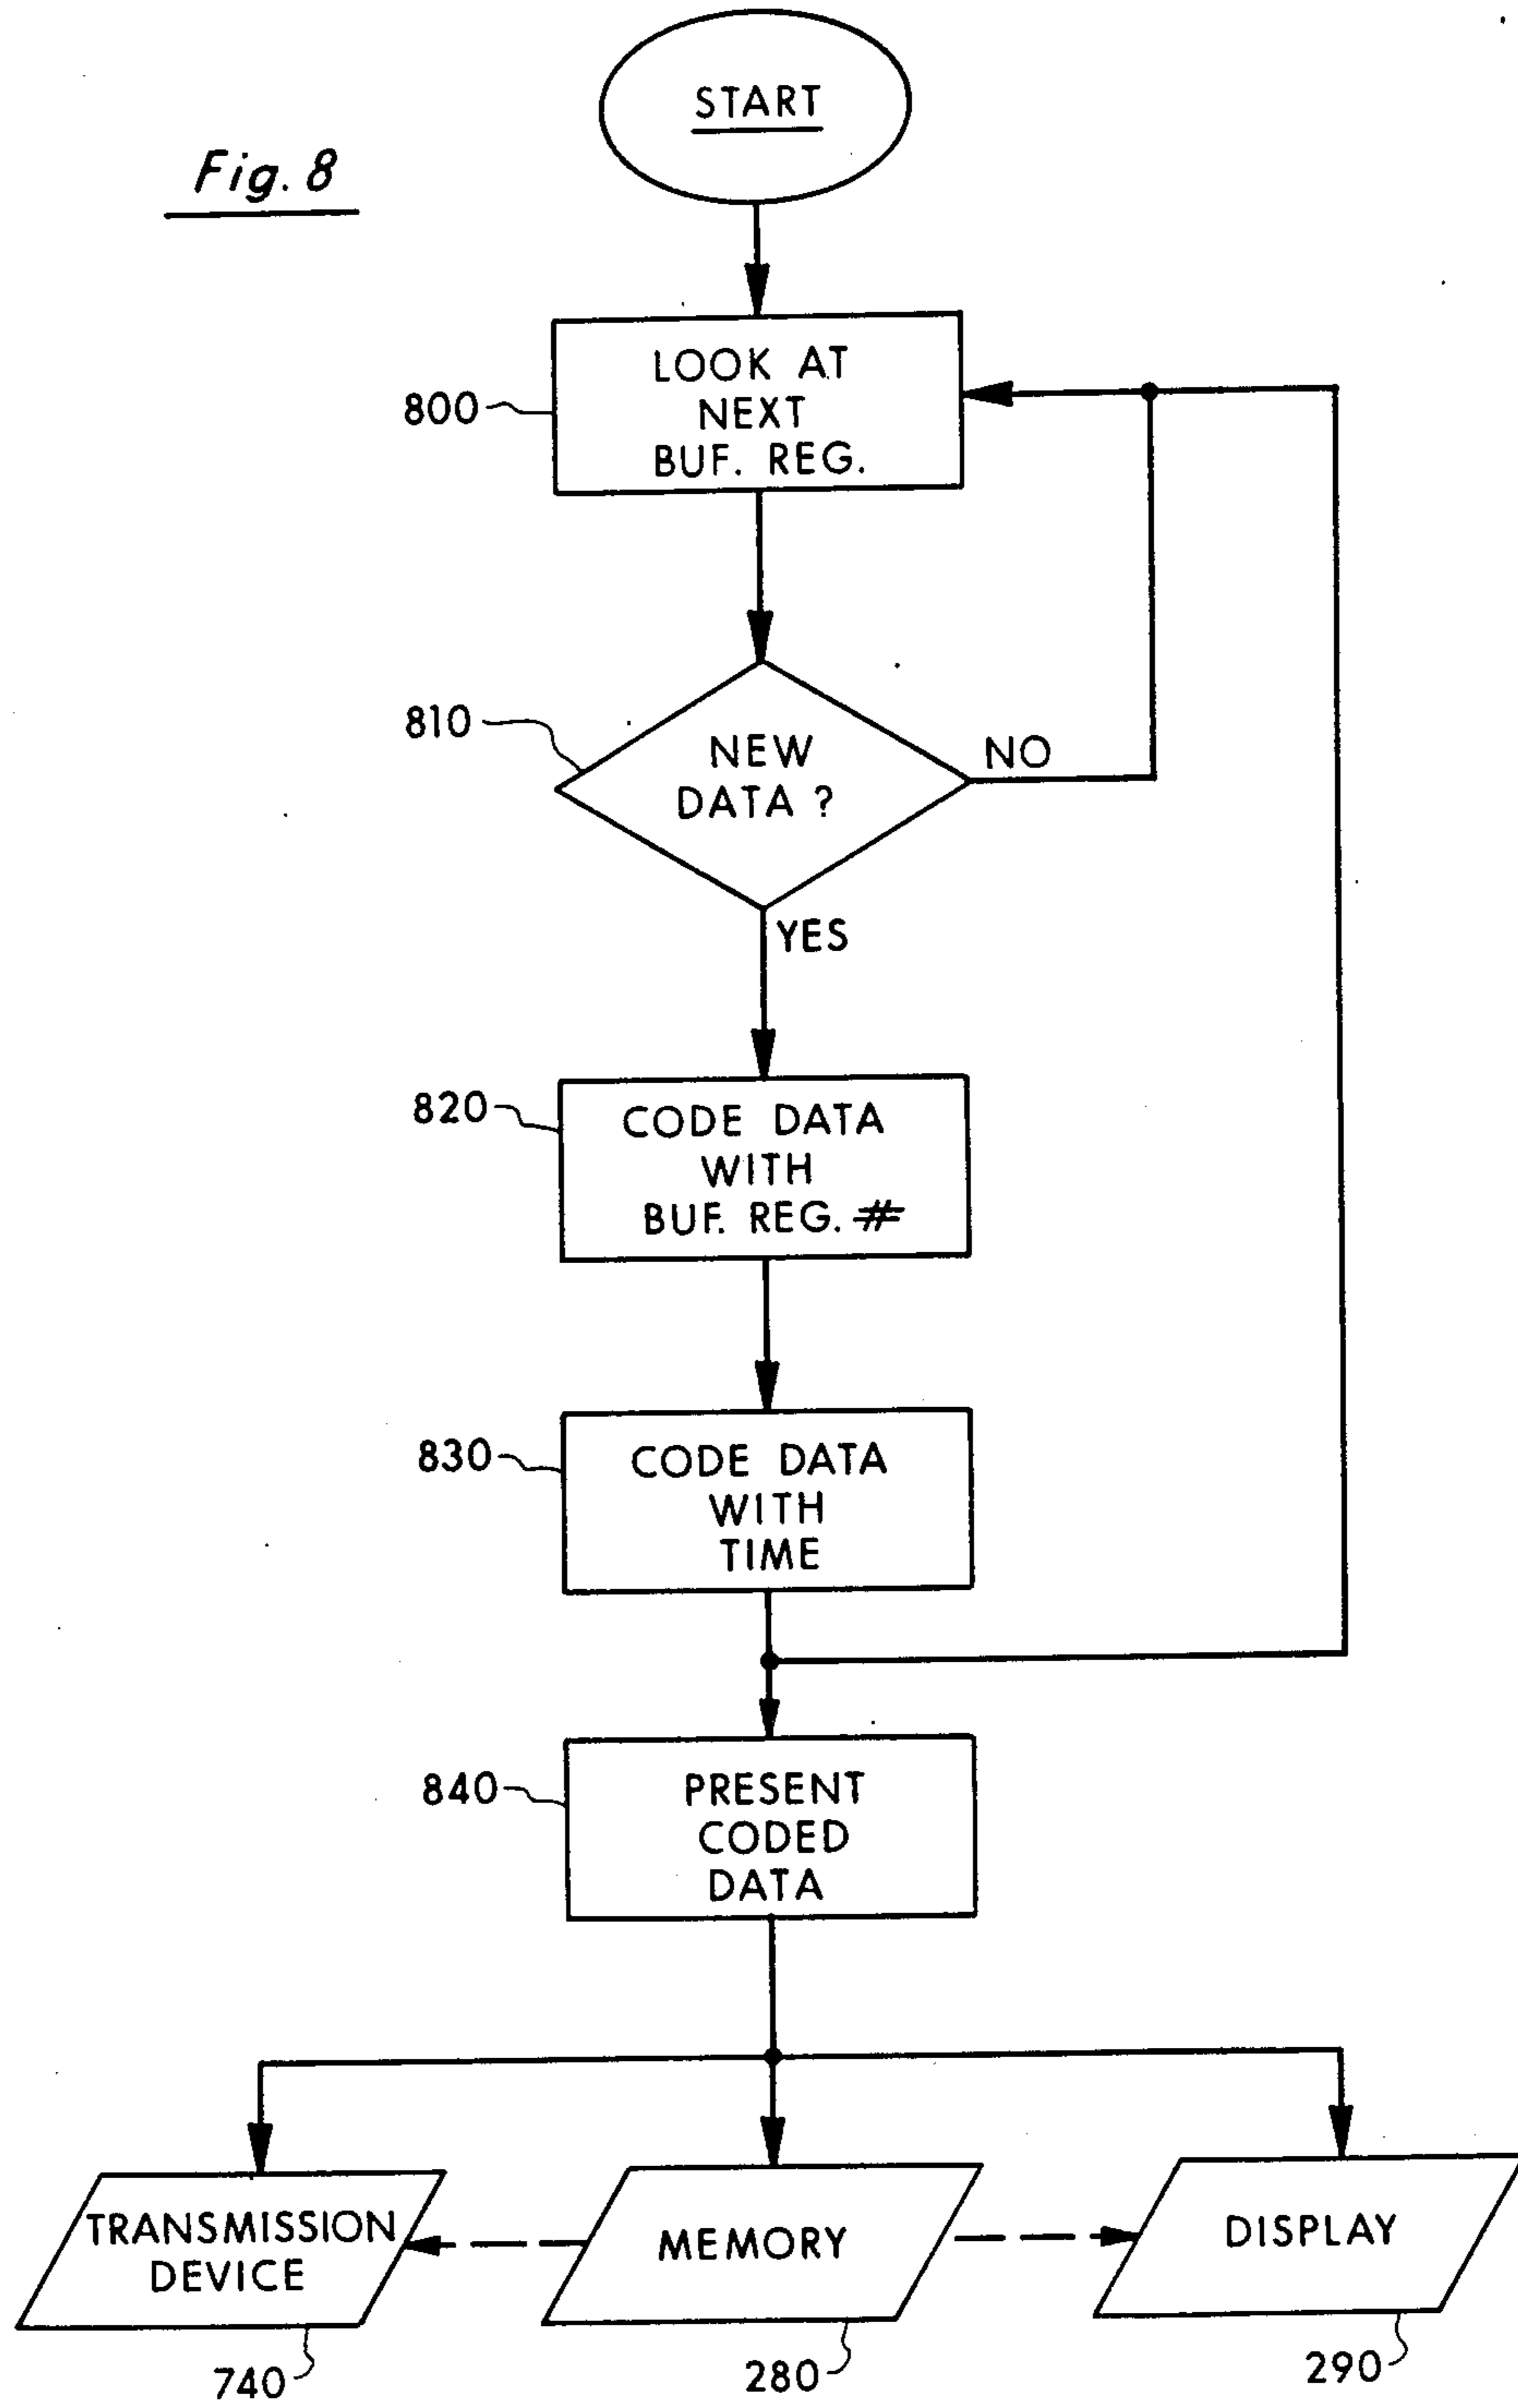 START
Fig. 8
LOOK AT
NEXT
BUF. REG.
800
810
NEW
DATA ?
NO
YES
820
CODE DATA
WITH
BUF. REG. #
830
CODE DATA
WITH
TIME
840
PRESENT
CODED
DATA
TRANSMISSION
DEVICE
MEMORY
DISPLAY
740
280
290